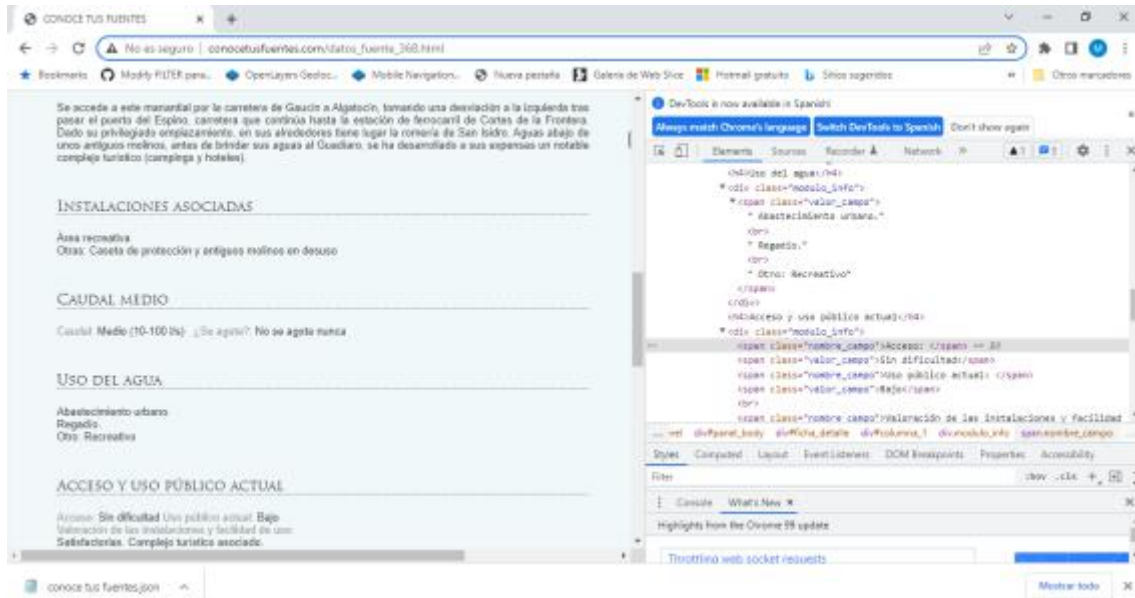 CONOCE TUS FUENTES
No es seguro | conocetusfuentes.com/datos_fuente_368.html
Bookmarks Modify FILTER para... OpenLayers Geoloc... Mobile Navigation... Nueva pestaña Galería de Web Slice Hotmail gratuito Sitios sugeridos » Otros marcadores
Se accede a este manantial por la carretera de Gaucín a Algatocín, tomando una desviación a la izquierda tras
pasar el puerto del Espino, carretera que continúa hasta la estación de ferrocarril de Cortes de la Frontera.
Dado su privilegiado emplazamiento, en sus alrededores tiene lugar la romería de San Isidro. Aguas abajo de
unos antiguos molinos, antes de brindar sus aguas al Guadiaro, se ha desarrollado a sus expensas un notable
complejo turístico (campings y hoteles).
INSTALACIONES ASOCIADAS
Área recreativa
Otras: Caseta de protección y antiguos molinos en desuso
CAUDAL MEDIO
Caudal: Medio (10-100 l/s) ¿Se agota?: No se agota nunca
USO DEL AGUA
Abastecimiento urbano.
Regadío.
Otro: Recreativo
ACCESO Y USO PÚBLICO ACTUAL
Acceso: Sin dificultad Uso público actual: Bajo
Valoración de las instalaciones y facilidad de uso:
Satisfactorias. Complejo turístico asociado.
DevTools is now available in Spanish!
Always match Chrome's language Switch DevTools to Spanish Don't show again
Elements Sources Recorder Network » 1 1
<h4>Uso del agua</h4>
<div class="modulo_info">
<span class="valor_campo">
" Abastecimiento urbano."
<br>
" Regadío."
<br>
" Otro: Recreativo"
</span>
</div>
<h4>Acceso y uso público actual</h4>
<div class="modulo_info">
<span class="nombre_campo">Acceso: </span> == $0
<span class="valor_campo">Sin dificultad</span>
<span class="nombre_campo">Uso público actual: </span>
<span class="valor_campo">Bajo</span>
<br>
<span class="nombre_campo">Valoración de las instalaciones y facilidad
div#panel_body div#ficha_detalle div#columna_1 div.modulo_info span.nombre_campo
Styles Computed Layout Event Listeners DOM Breakpoints Properties Accessibility
Filter :hov .cls +
Console What's New
Highlights from the Chrome 99 update
Throttling web socket requests
conoce tus fuentes.json
Mostrar todo